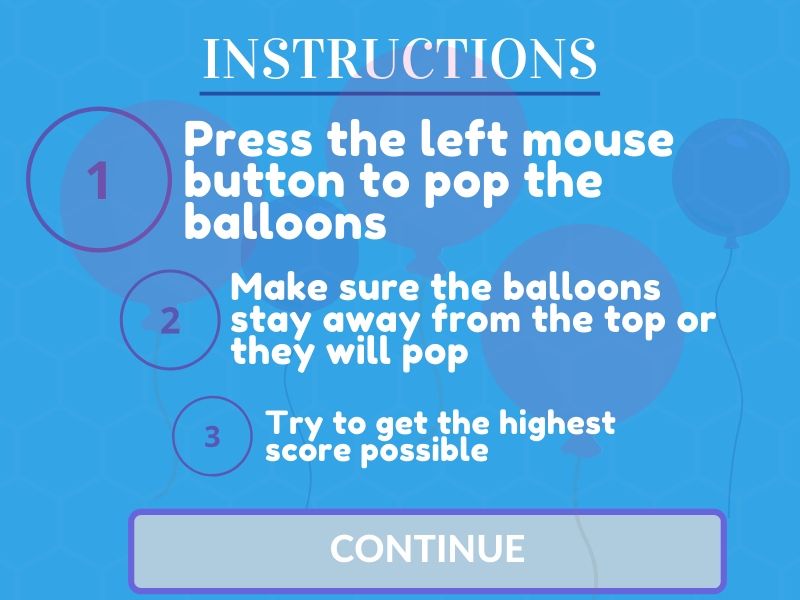 INSTRUCTIONS
1
Press the left mouse
button to pop the
balloons
2
Make sure the balloons
stay away from the top or
they will pop
3
Try to get the highest
score possible
CONTINUE